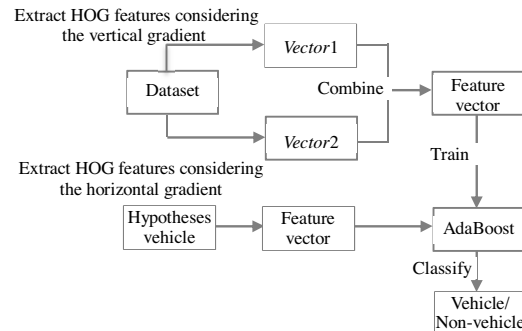 Extract HOG features considering
the vertical gradient
Vector1
Dataset
Combine
Feature
vector
Vector2
Train
Extract HOG features considering
the horizontal gradient
Hypotheses
vehicle
Feature
vector
AdaBoost
Classify
Vehicle/
Non-vehicle